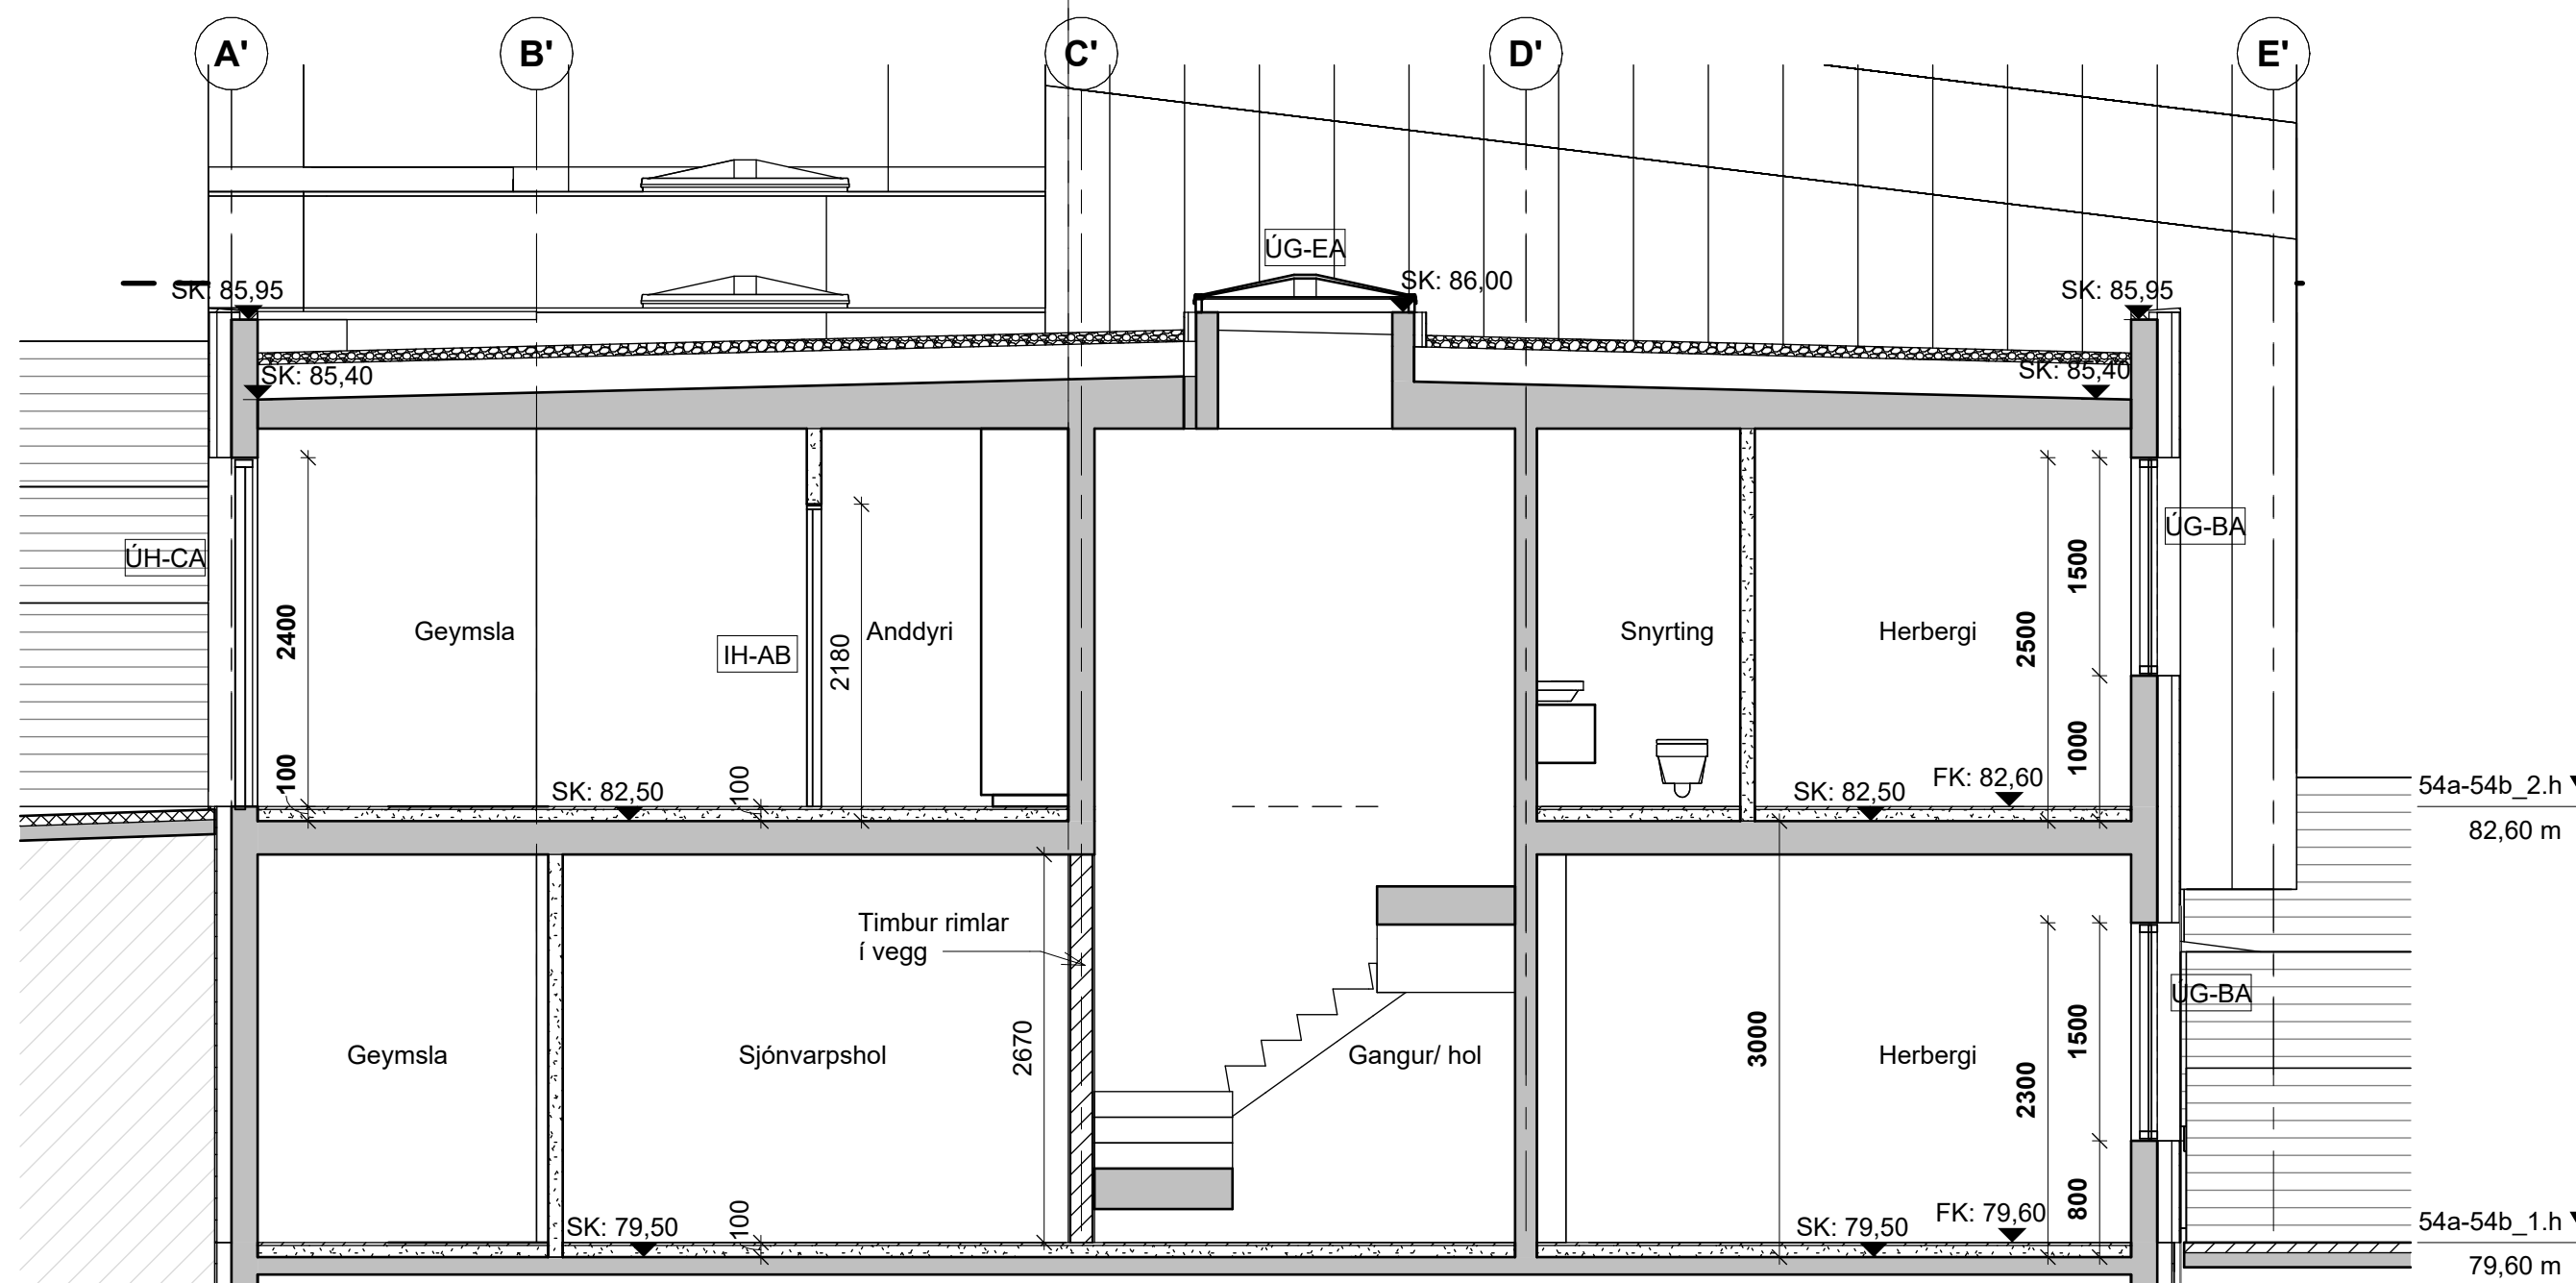 A'
B'
C'
D'
E'
ÚG-EA
SK: 85,95
SK: 86,00
SK: 85,95
SK: 85,40
SK: 85,40
ÚH-CA
ÚG-BA
2400
Geymsla
IH-AB
2180
Anddyri
Snyrting
Herbergi
2500
1500
1000
100
SK: 82,50
100
SK: 82,50
FK: 82,60
54a-54b_2.h
82,60 m
Timbur rimlar
í vegg
ÚG-BA
Geymsla
Sjónvarpshol
2670
Gangur/ hol
3000
Herbergi
2300
1500
800
SK: 79,50
100
SK: 79,50
FK: 79,60
54a-54b_1.h
79,60 m